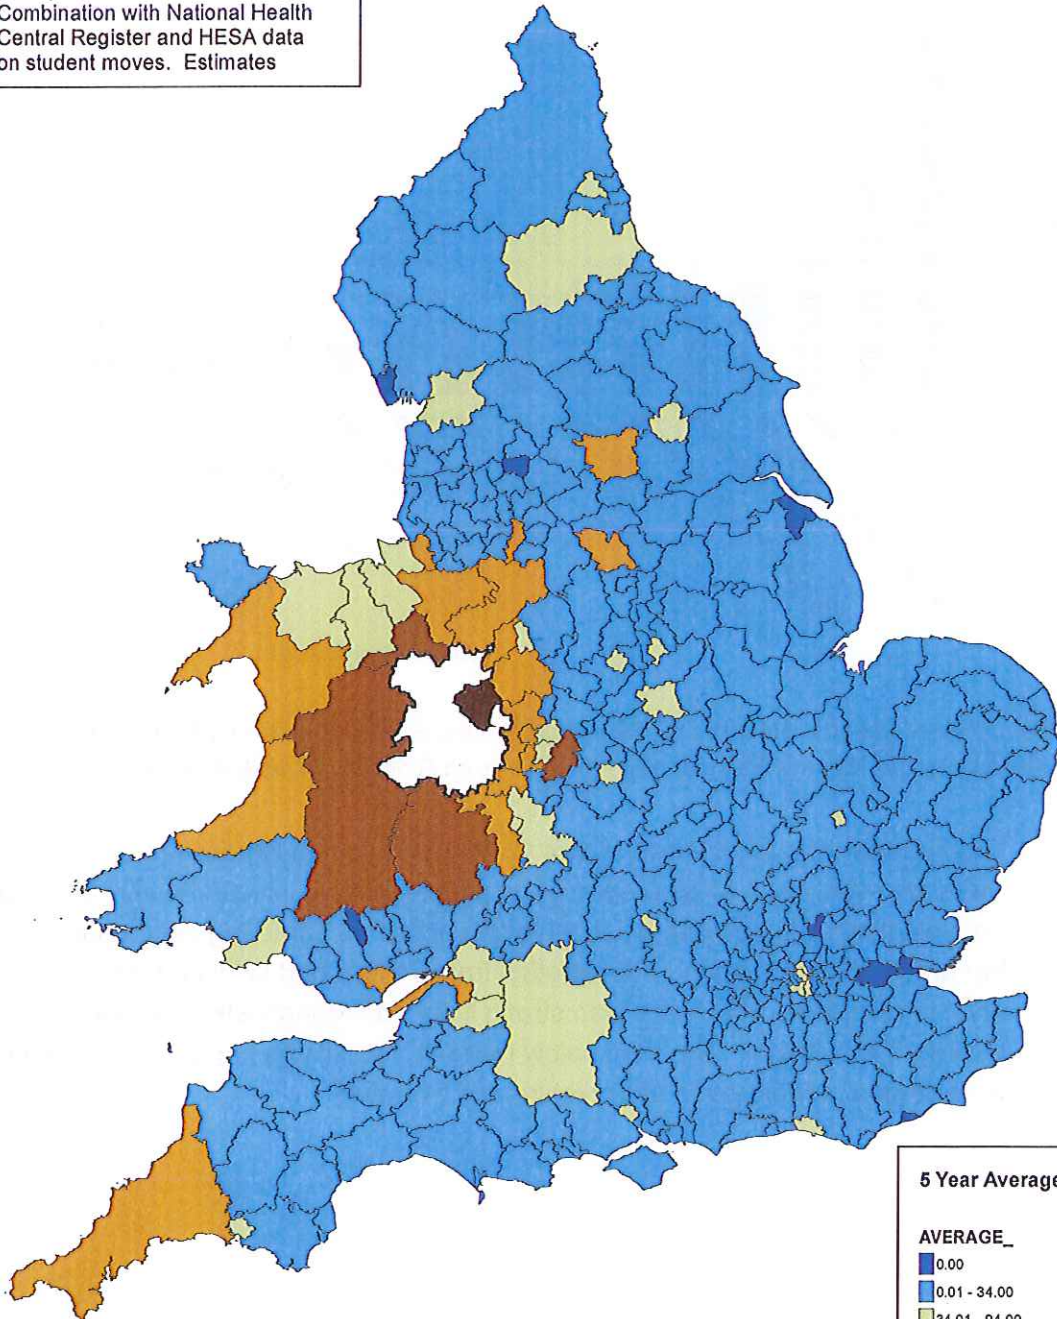 Combination with National Health
Central Register and HESA data
on student moves.  Estimates
5 Year Average
AVERAGE_
0.00
0.01 - 34.00